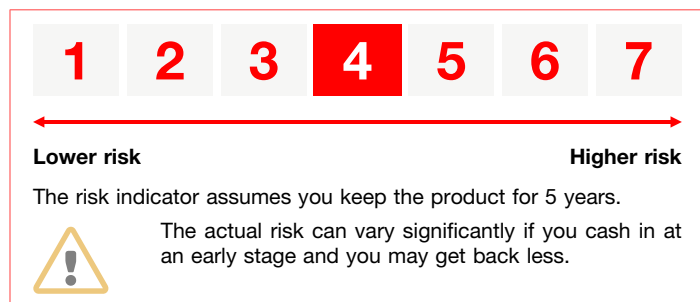 1 2 3 4 5 6 7
Lower risk Higher risk
The risk indicator assumes you keep the product for 5 years.
The actual risk can vary significantly if you cash in at
an early stage and you may get back less.